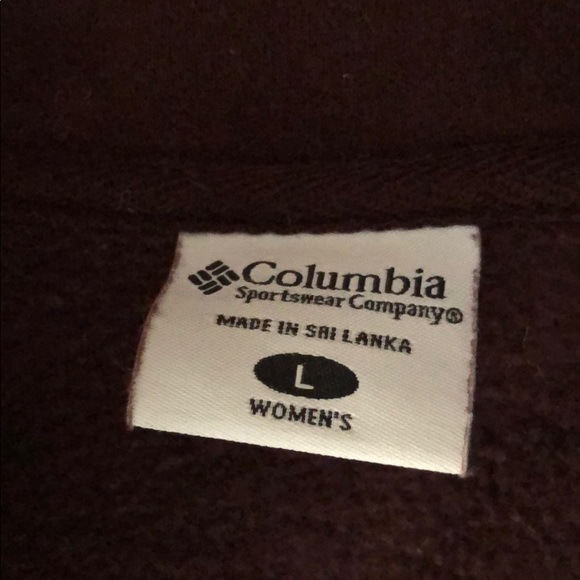 Columbia
Sportswear Company®
MADE IN SRI LANKA
L
WOMEN'S